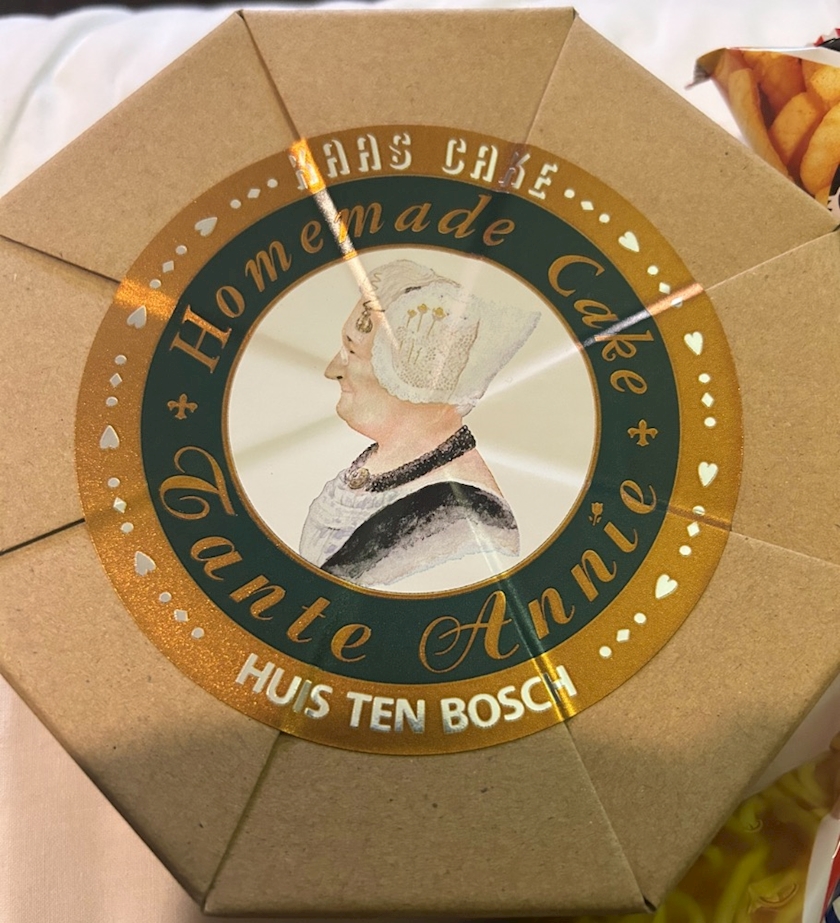 KAAS CAKE
Homemade Cake
Tante Annie
HUIS TEN BOSCH